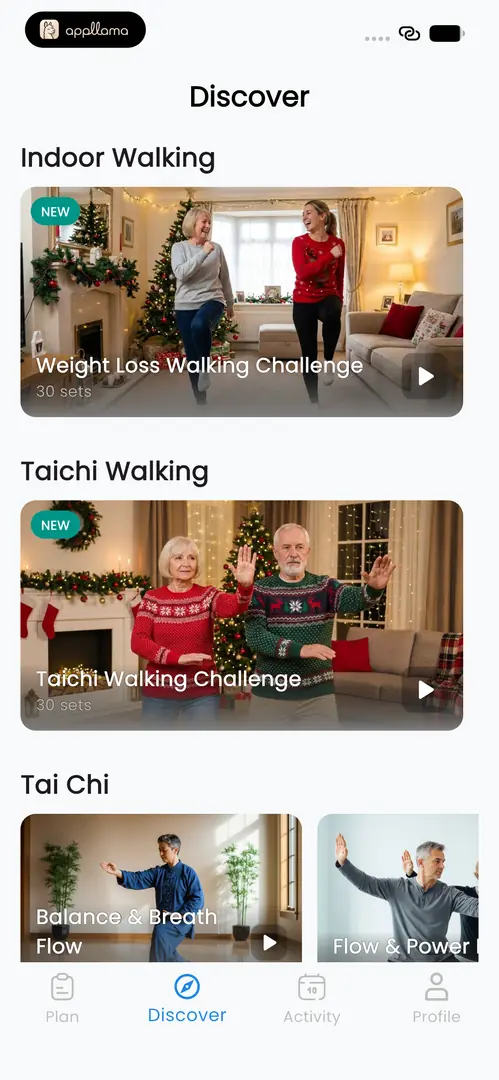 appllama
Discover
Indoor Walking
NEW
Weight Loss Walking Challenge
30 sets
Taichi Walking
NEW
Taichi Walking Challenge
30 sets
Tai Chi
Balance & Breath
Flow
Flow & Power
Plan
Discover
10
Activity
Profile